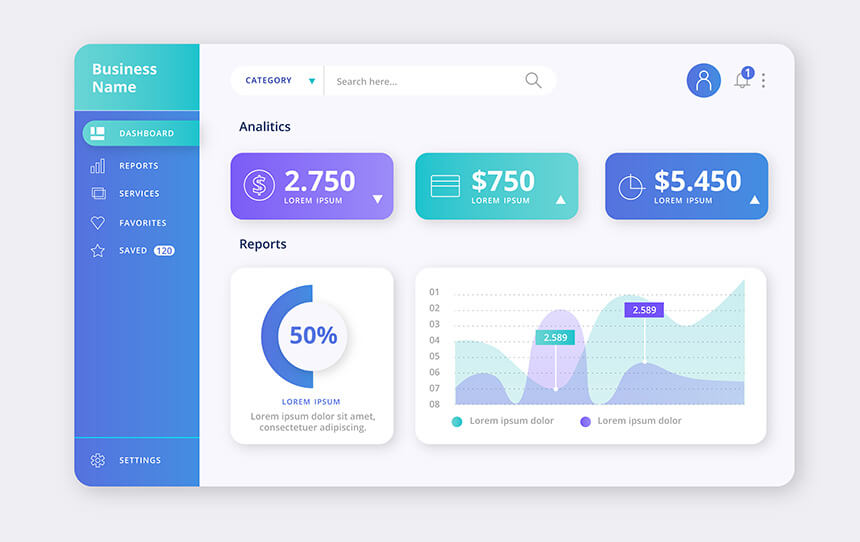 Business
Name
DASHBOARD
REPORTS
SERVICES
FAVORITES
SAVED 120
SETTINGS
CATEGORY Search here...
1
Analitics
2.750
LOREM IPSUM
$750
LOREM IPSUM
$5.450
LOREM IPSUM
Reports
50%
LOREM IPSUM
Lorem ipsum dolor sit amet,
consectetuer adipiscing.
01
02
03
04
05
06
07
08
2.589
2.589
Lorem ipsum dolor Lorem ipsum dolor